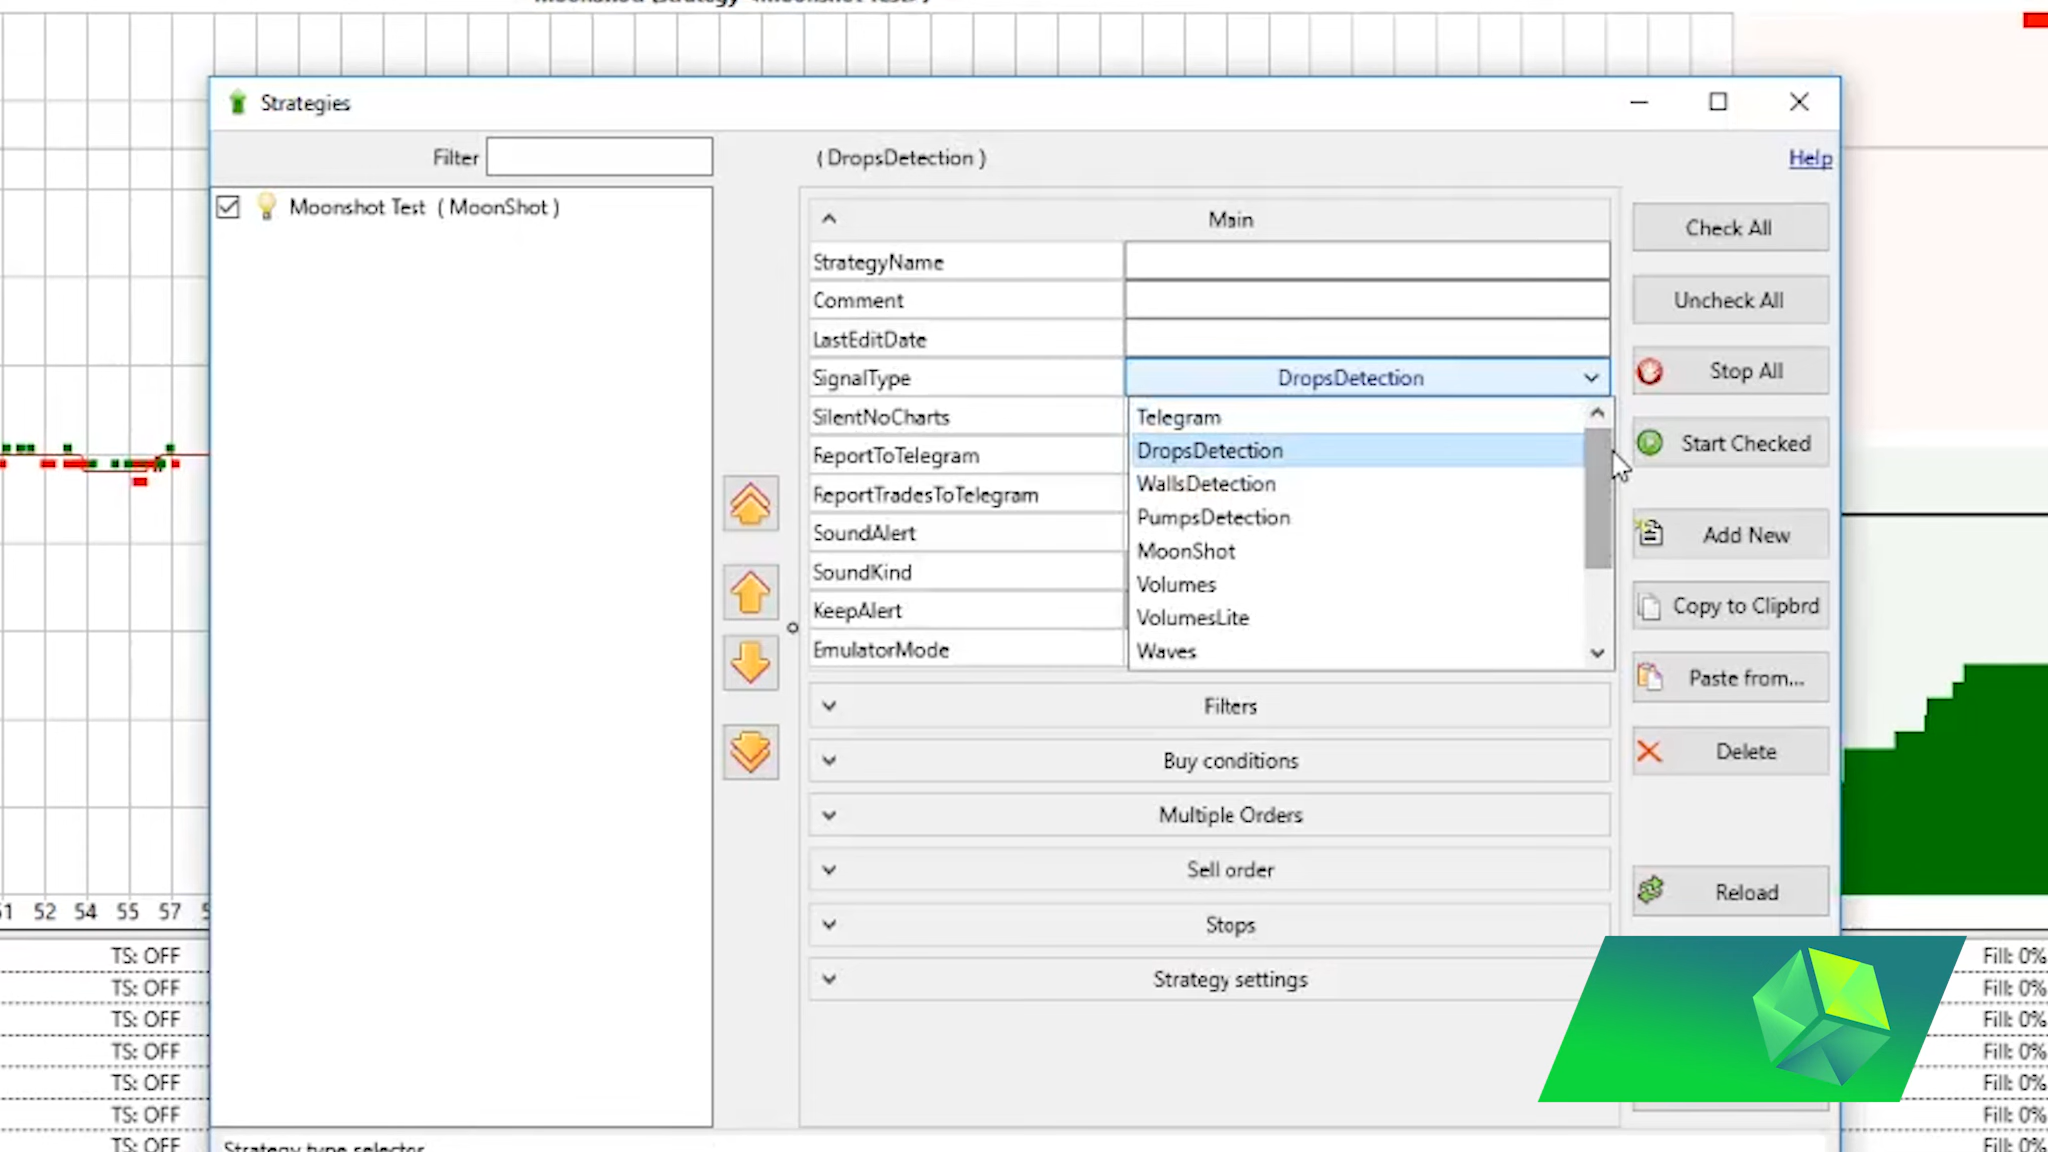 Moonshot (Strategy <Moonshot Test> )
Strategies
Filter
( DropsDetection )
Help
Moonshot Test ( MoonShot )
Main
Check All
StrategyName
Comment
Uncheck All
LastEditDate
SignalType
DropsDetection
Stop All
SilentNoCharts
Telegram
ReportToTelegram
DropsDetection
Start Checked
ReportTradesToTelegram
WallsDetection
SoundAlert
PumpsDetection
Add New
SoundKind
MoonShot
KeepAlert
Volumes
Copy to Clipbrd
VolumesLite
EmulatorMode
Waves
Paste from...
Filters
Buy conditions
Delete
Multiple Orders
Sell order
Reload
Stops
Strategy settings
51 52 54 55 57
TS: OFF
Fill: 0%
TS: OFF
Fill: 0%
TS: OFF
Fill: 0%
TS: OFF
Fill: 0%
TS: OFF
Fill: 0%
TS: OFF
Fill: 0%
TS: OFF
Fill: 0%
Strategy type selector